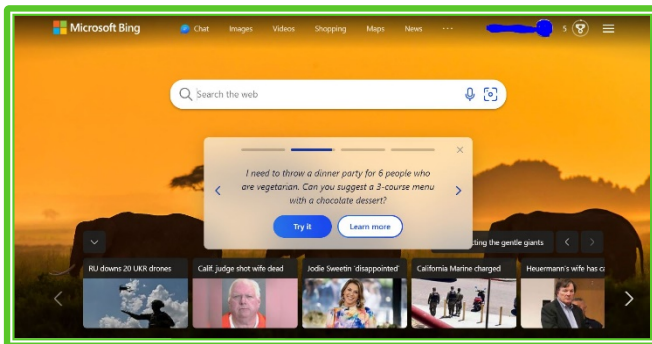 Microsoft Bing
Chat
Images
Videos
Shopping
Maps
News
...
5
Search the web
I need to throw a dinner party for 6 people who
are vegetarian. Can you suggest a 3-course menu
with a chocolate dessert?
Try it
Learn more
cting the gentle giants
RU downs 20 UKR drones
Calif. judge shot wife dead
Jodie Sweetin 'disappointed'
California Marine charged
Heuermann's wife has ca